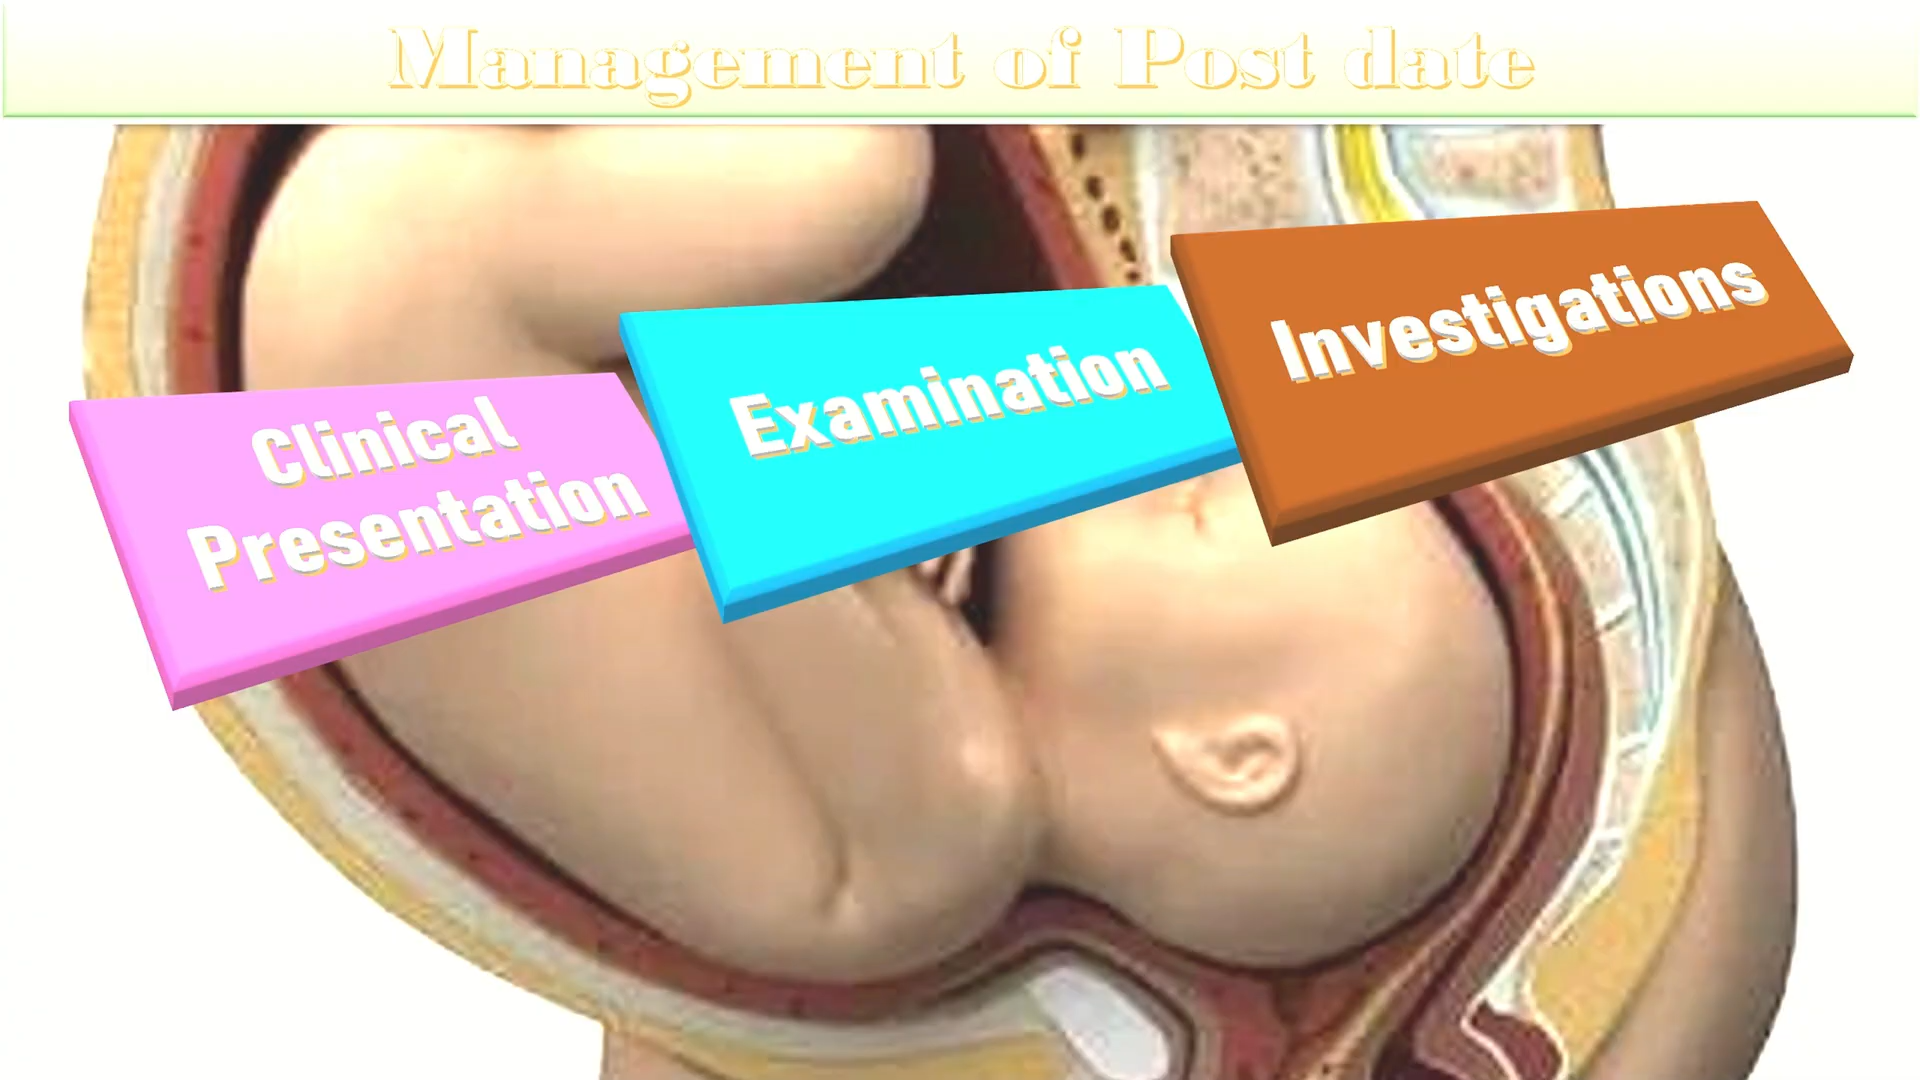 Management of Post date
Clinical
Presentation
Examination
Investigations